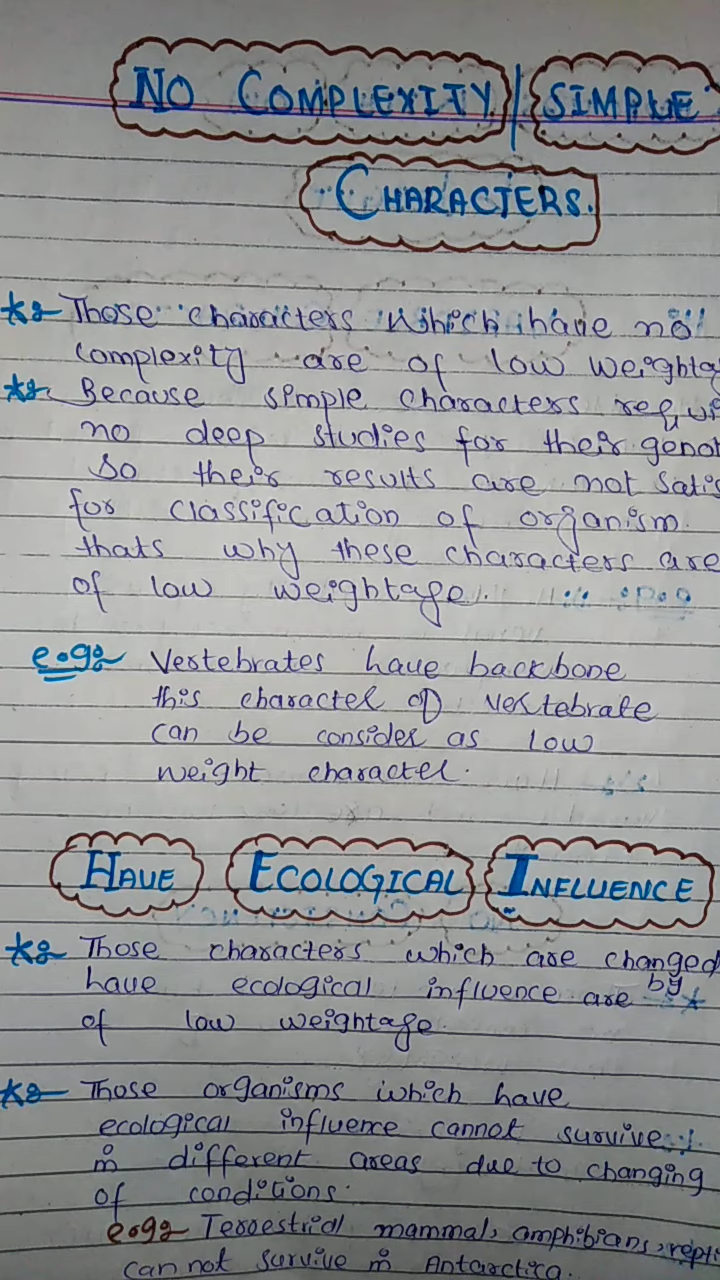 NO COMPLEXITY / SIMPLE
CHARACTERS.
Those characters which have no
complexity are of low weightag
Because simple characters requi
no deep studies for their genot
so their results are not satis
for classification of organism.
thats why these characters are
of low weightage.
e.g:- Vertebrates have backbone
this character of vertebrate
can be consider as low
weight character.
HAVE ECOLOGICAL INFLUENCE
Those characters which are changed
by
have ecological influence are
of low weightage.
Those organisms which have
ecological influence cannot survive
in different areas due to changing
of conditions.
e.g:- Teroestrial mammal, amphibians, repti
can not survive in Antarctica.